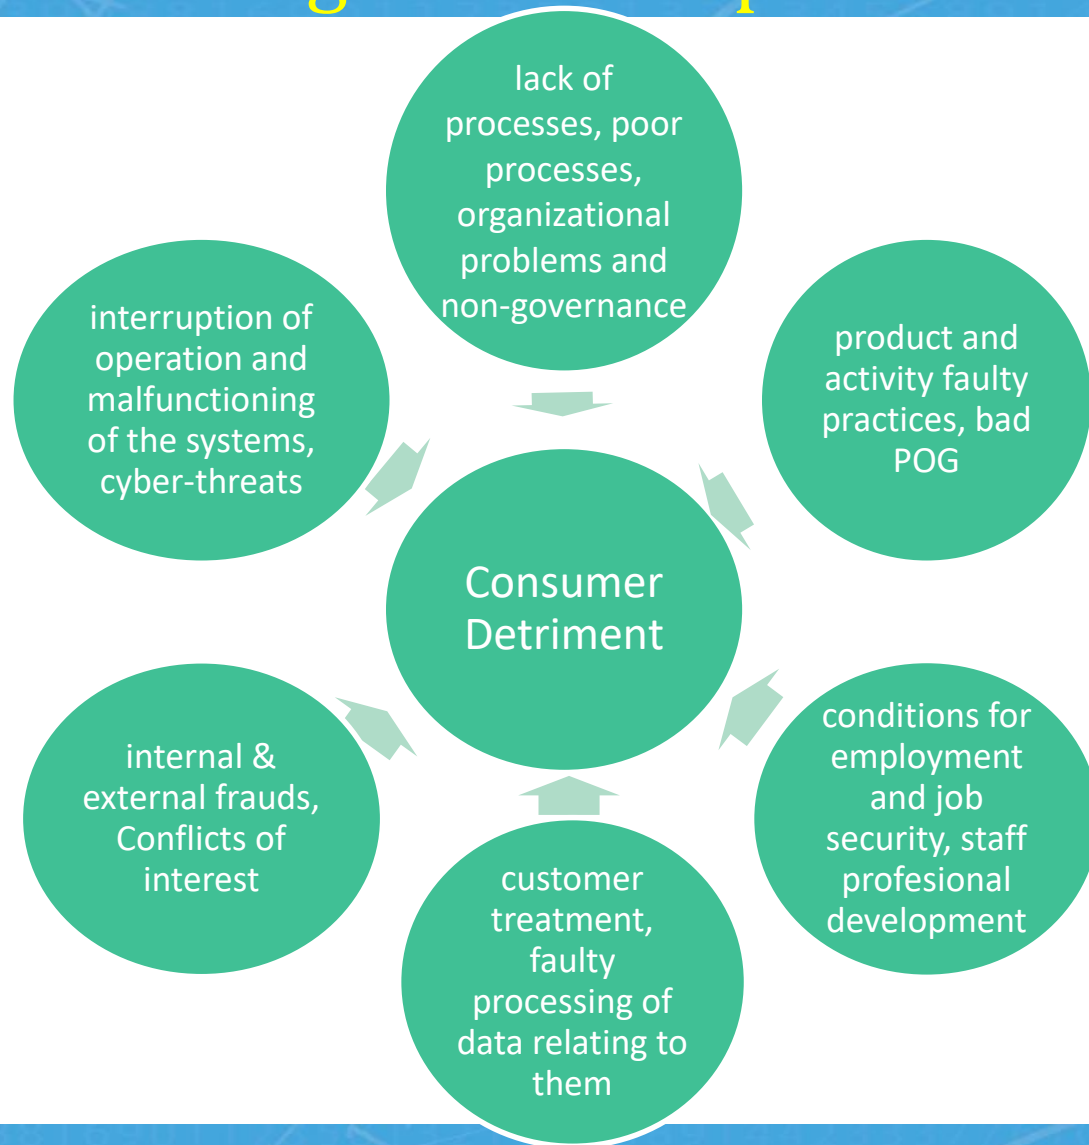 lack of
processes, poor
processes,
organizational
problems and
non-governance
interruption of
operation and
malfunctioning
of the systems,
cyber-threats
product and
activity faulty
practices, bad
POG
Consumer
Detriment
internal &
external frauds,
Conflicts of
interest
conditions for
employment
and job
security, staff
profesional
development
customer
treatment,
faulty
processing of
data relating to
them